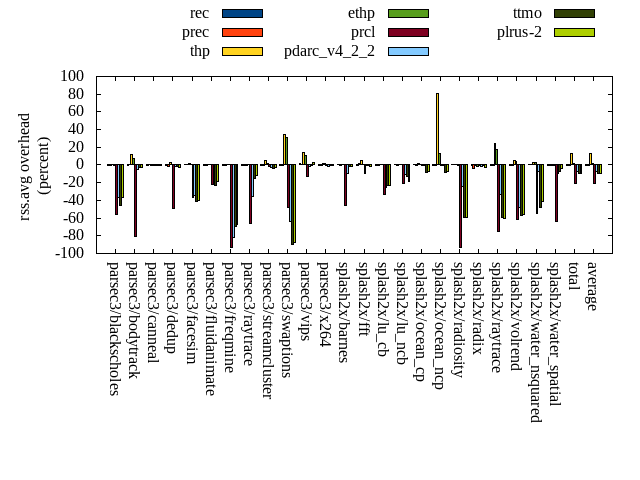 rec
prec
thp
ethp
prcl
pdarc_v4_2_2
ttmo
plrus-2
rss.avg overhead
(percent)
100
80
60
40
20
0
-20
-40
-60
-80
-100
parsec3/blackscholes
parsec3/bodytrack
parsec3/canneal
parsec3/dedup
parsec3/facesim
parsec3/fluidanimate
parsec3/freqmine
parsec3/raytrace
parsec3/streamcluster
parsec3/swaptions
parsec3/vips
parsec3/x264
splash2x/barnes
splash2x/fft
splash2x/lu_cb
splash2x/lu_ncb
splash2x/ocean_cp
splash2x/ocean_ncp
splash2x/radiosity
splash2x/radix
splash2x/raytrace
splash2x/volrend
splash2x/water_nsquared
splash2x/water_spatial
total
average